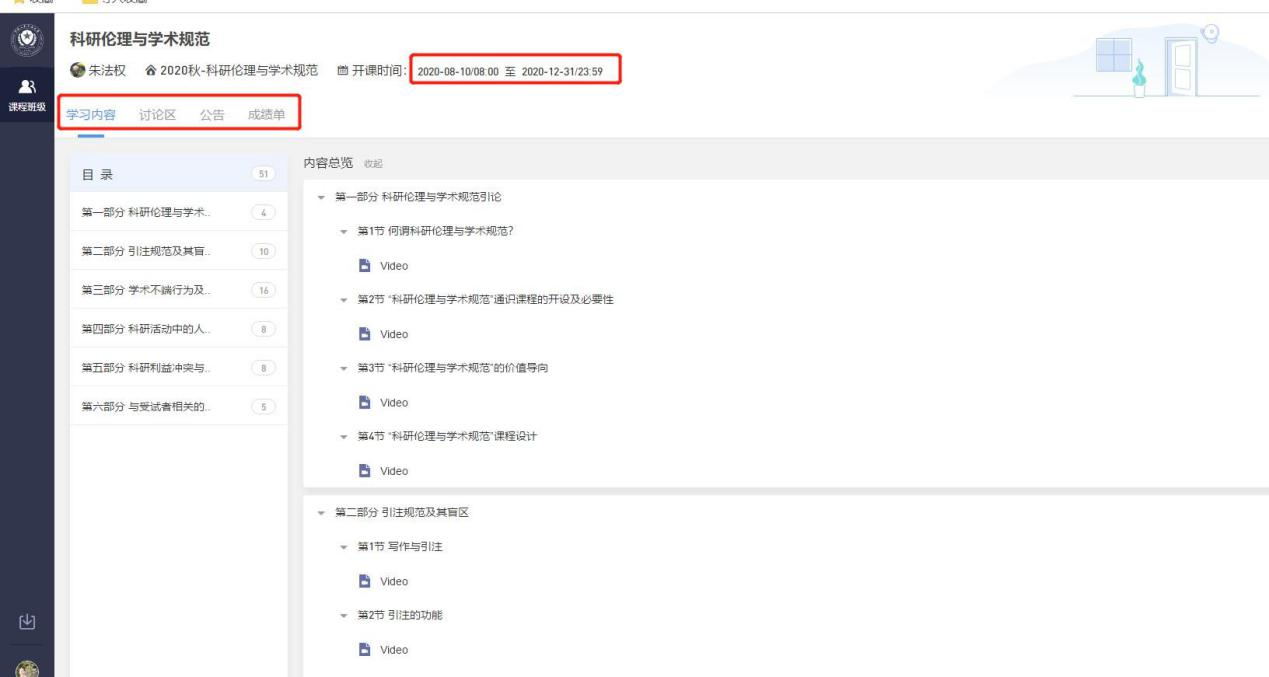 科研伦理与学术规范
朱法权 2020秋-科研伦理与学术规范 开课时间: 2020-08-10/08:00 至 2020-12-31/23:59
课程班级
学习内容 讨论区 公告 成绩单
目录 51
第一部分 科研伦理与学术.. 4
第二部分 引注规范及其盲.. 10
第三部分 学术不端行为及.. 16
第四部分 科研活动中的人.. 8
第五部分 科研利益冲突与.. 8
第六部分 与受试者相关的.. 5
内容总览 收起
第一部分 科研伦理与学术规范引论
第1节 何谓科研伦理与学术规范?
Video
第2节 “科研伦理与学术规范”通识课程的开设及必要性
Video
第3节 “科研伦理与学术规范”的价值导向
Video
第4节 “科研伦理与学术规范”课程设计
Video
第二部分 引注规范及其盲区
第1节 写作与引注
Video
第2节 引注的功能
Video